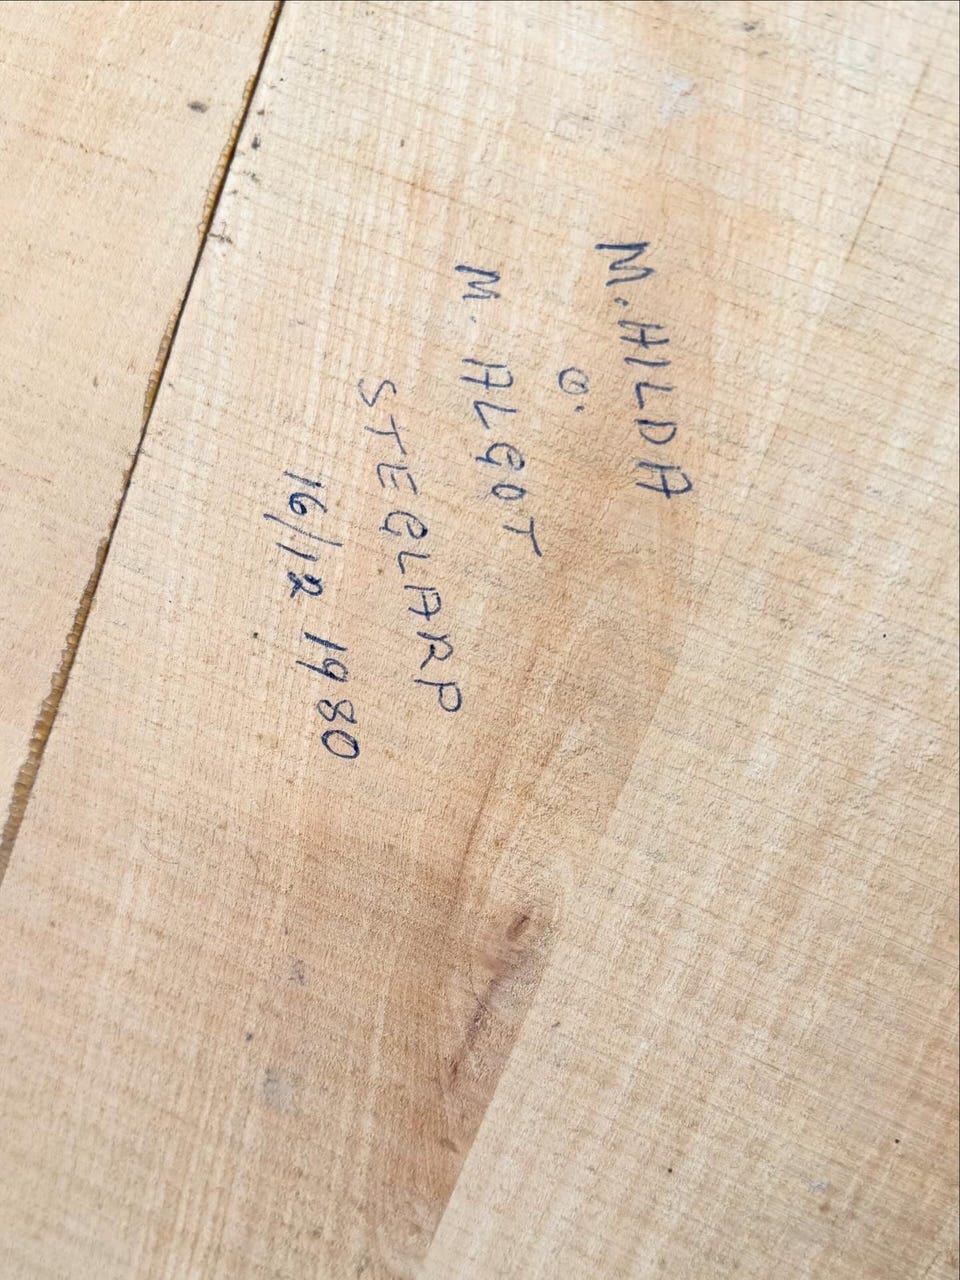 M. HILDA
O.
M. ALGOT
STEGLARP
16/12 1980